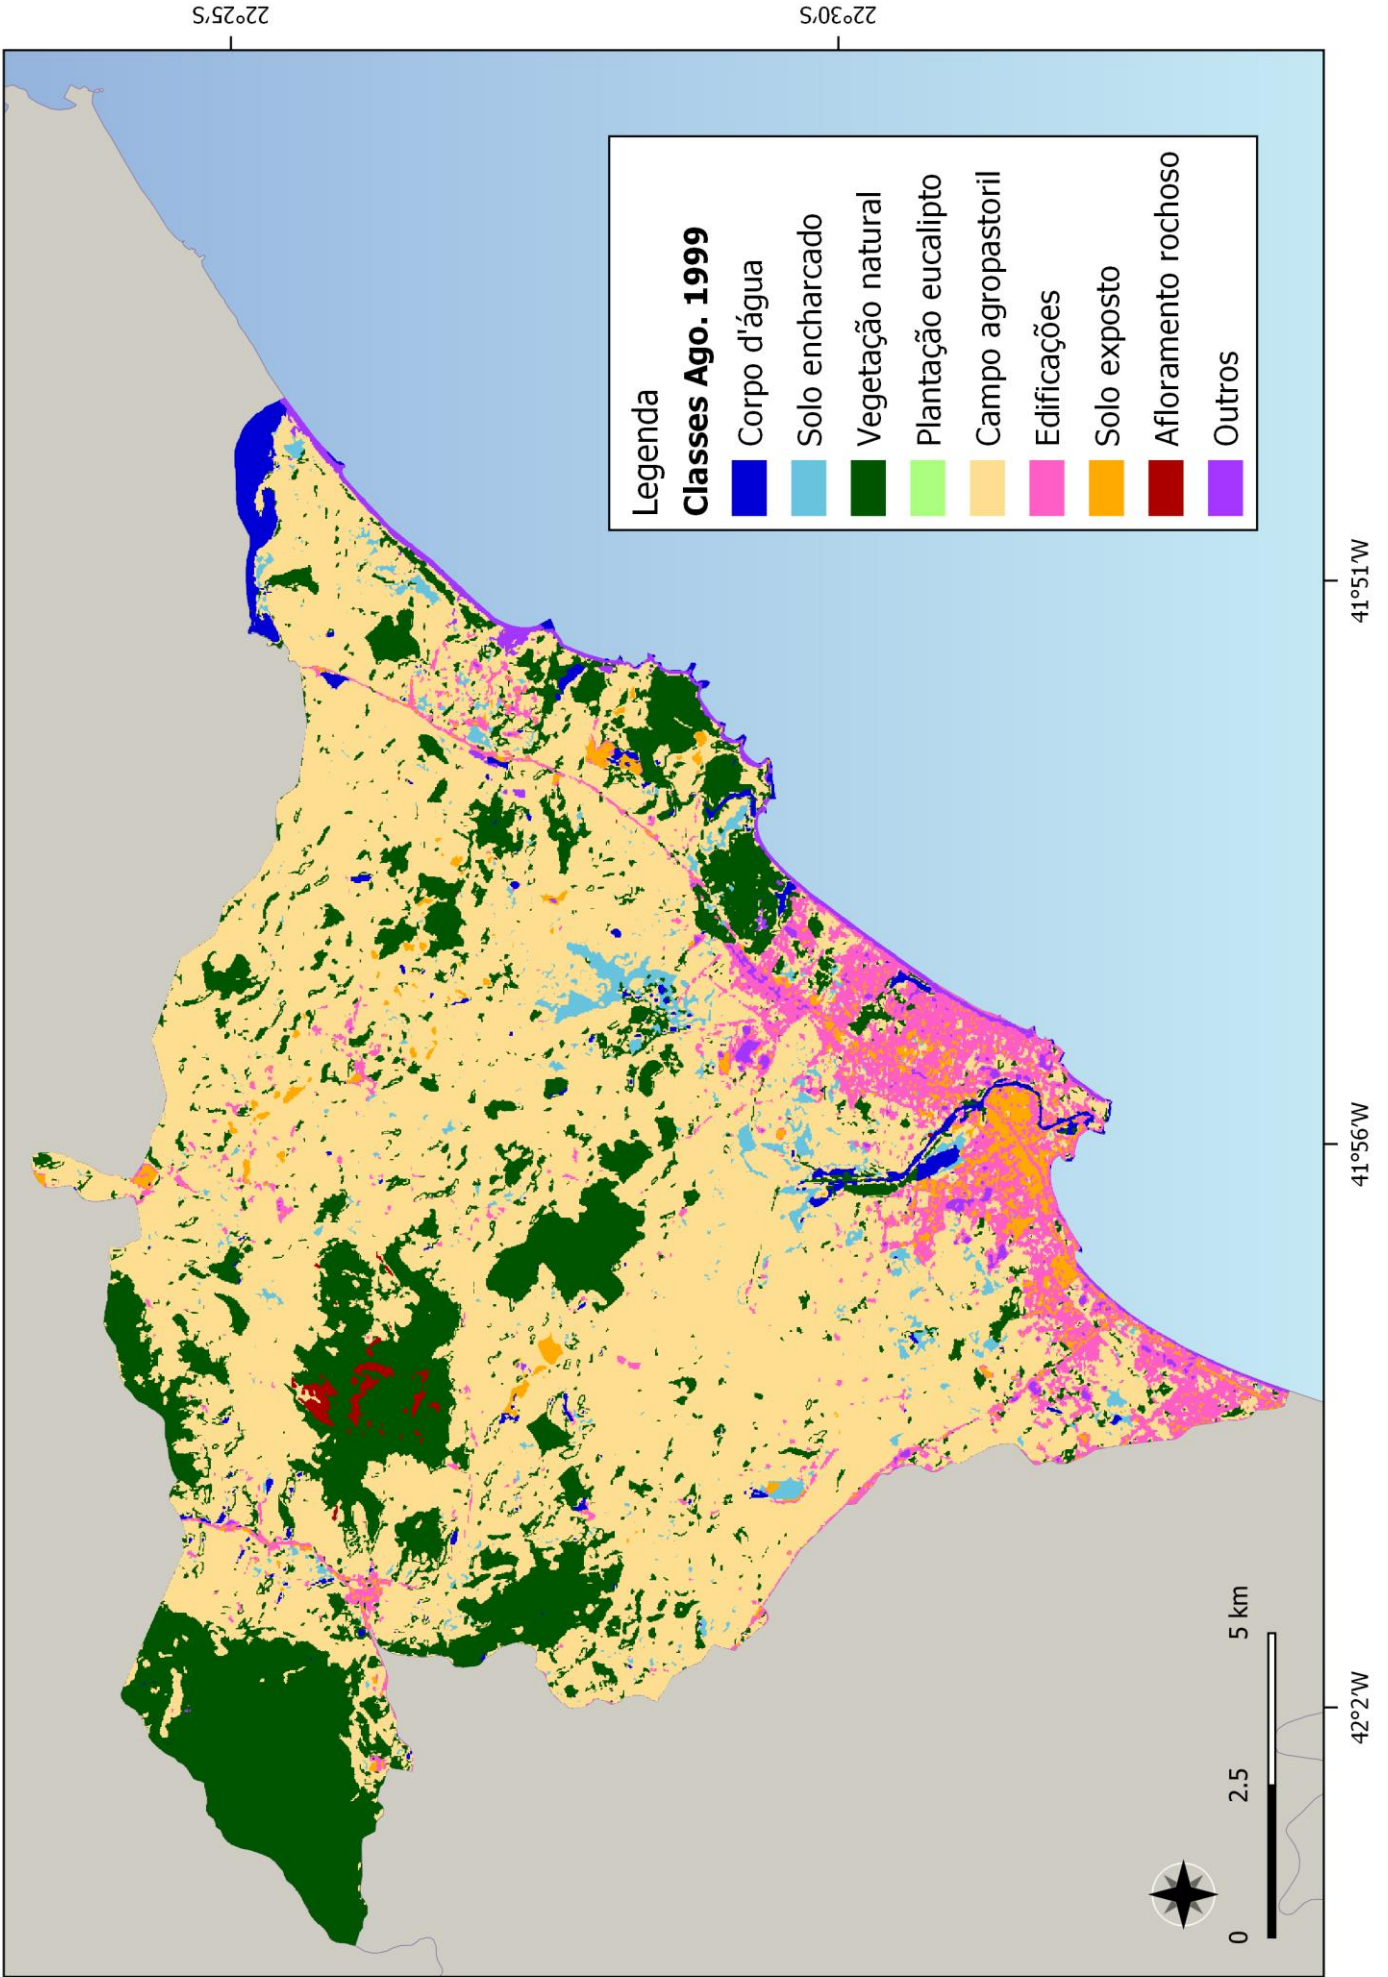 22°25'S
22°30'S
Legenda
Classes Ago. 1999
Corpo d'água
Solo encharcado
Vegetação natural
Plantação eucalipto
Campo agropastoril
Edificações
Solo exposto
Afloramento rochoso
Outros
42°2'W
41°56'W
41°51'W
0 2.5 5 km